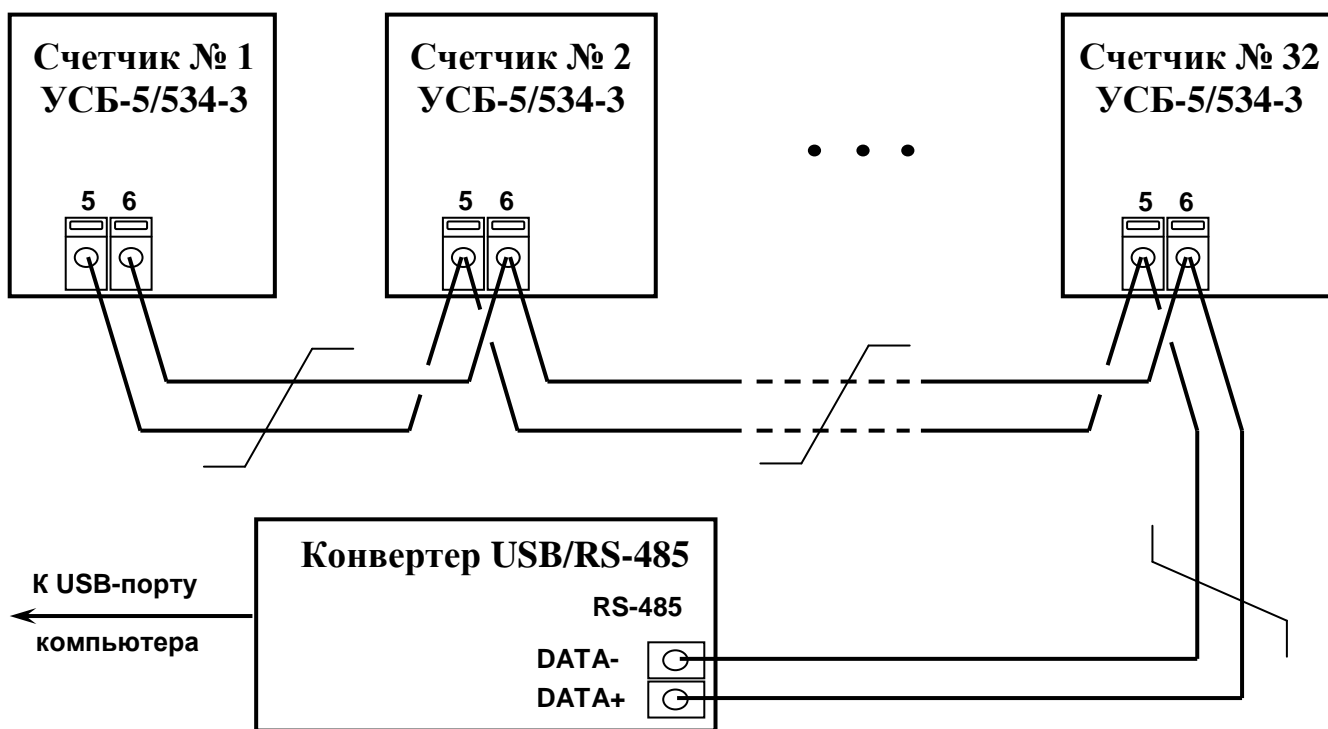 Счетчик № 1
УСБ-5/534-3
5 6
Счетчик № 2
УСБ-5/534-3
5 6
Счетчик № 32
УСБ-5/534-3
5 6
Конвертер USB/RS-485
RS-485
DATA-
DATA+
К USB-порту
компьютера